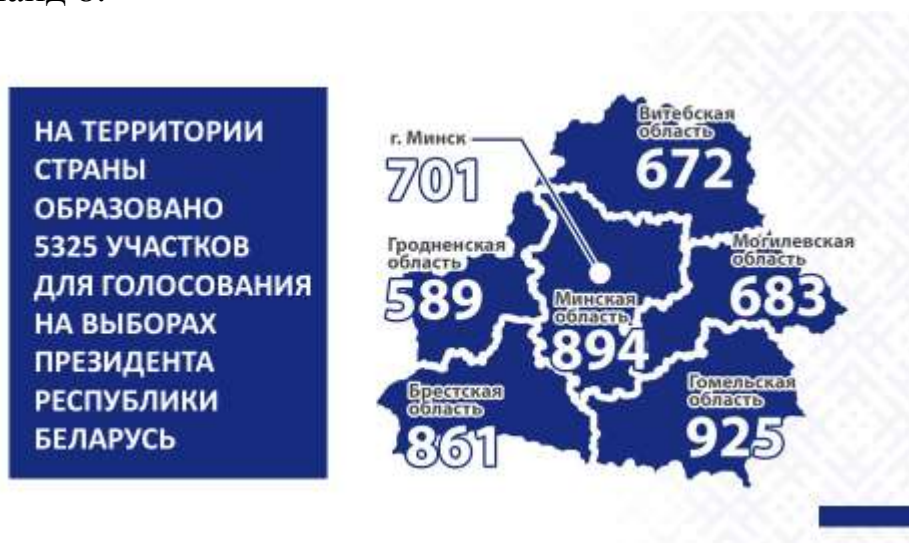 НА ТЕРРИТОРИИ
СТРАНЫ
ОБРАЗОВАНО
5325 УЧАСТКОВ
ДЛЯ ГОЛОСОВАНИЯ
НА ВЫБОРАХ
ПРЕЗИДЕНТА
РЕСПУБЛИКИ
БЕЛАРУСЬ
Витебская
область
672
г. Минск
701
Гродненская
область
589
Могилевская
область
683
Минская
область
894
Брестская
область
861
Гомельская
область
925